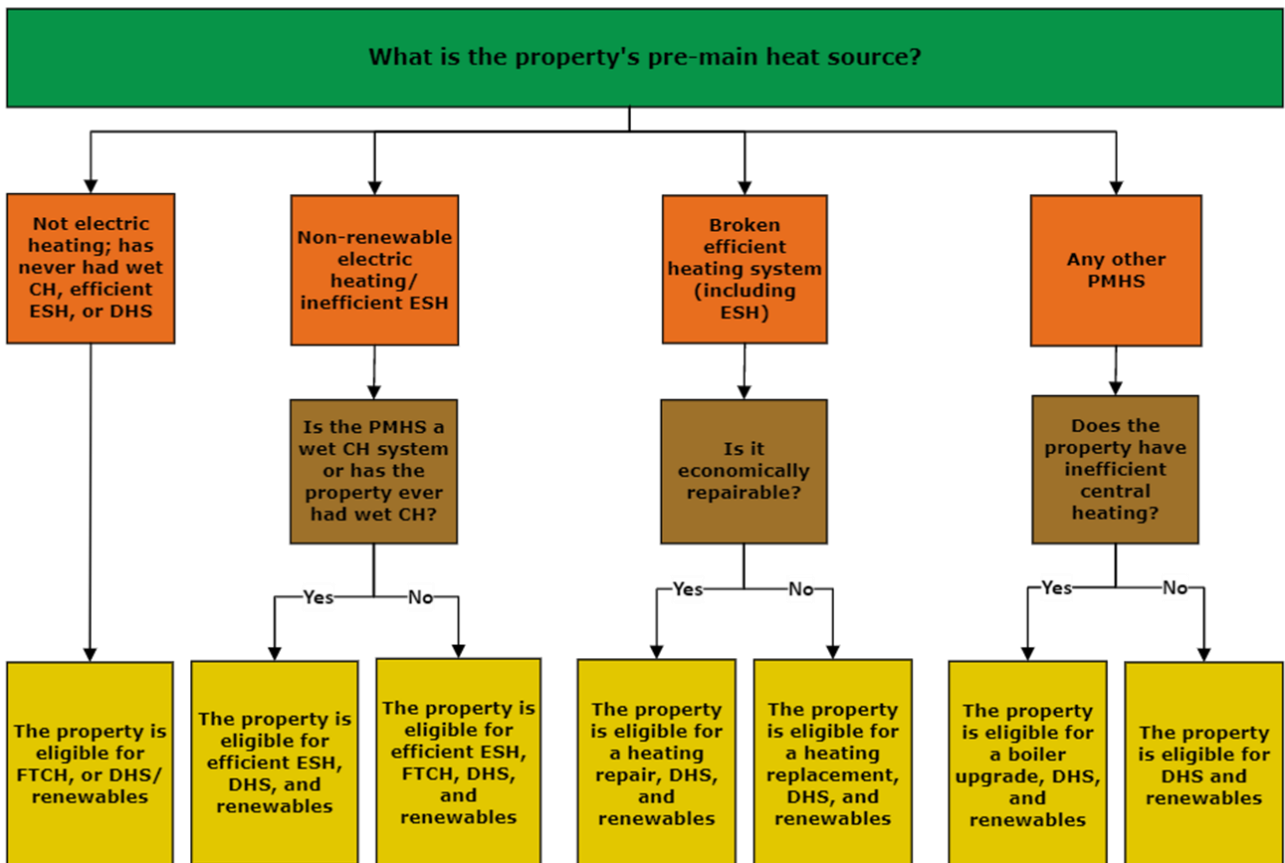 What is the property's pre-main heat source?
Not electric
heating; has
never had wet
CH, efficient
ESH, or DHS
Non-renewable
electric
heating/
inefficient ESH
Broken
efficient
heating system
(including
ESH)
Any other
PMHS
Is the PMHS a
wet CH system
or has the
property ever
had wet CH?
Is it
economically
repairable?
Does the
property have
inefficient
central
heating?
Yes
No
Yes
No
Yes
No
The property is
eligible for
FTCH, or DHS/
renewables
The property is
eligible for
efficient ESH,
DHS, and
renewables
The property is
eligible for
efficient ESH,
FTCH, DHS,
and
renewables
The property
is eligible for
a heating
repair, DHS,
and
renewables
The property
is eligible for
a heating
replacement,
DHS, and
renewables
The property
is eligible for
a boiler
upgrade, DHS,
and
renewables
The property
is eligible for
DHS and
renewables